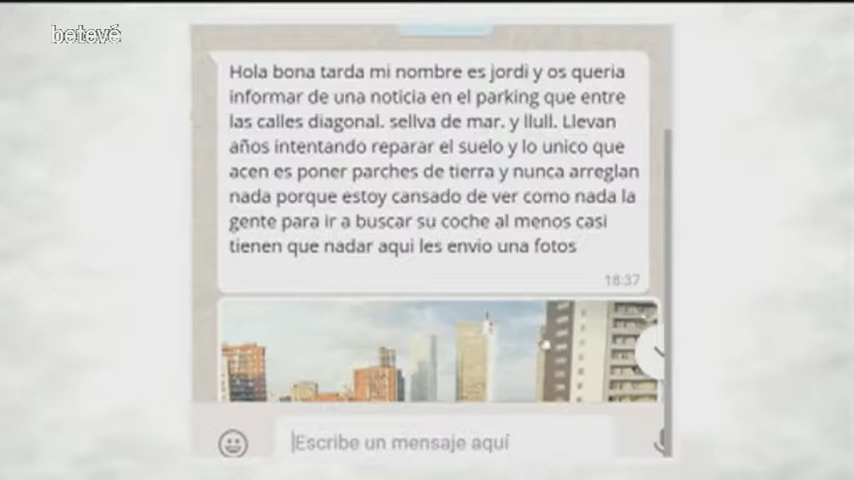 betevé
Hola bona tarda mi nombre es jordi y os queria
informar de una noticia en el parking que entre
las calles diagonal. sellva de mar. y llull. Llevan
años intentando reparar el suelo y lo unico que
acen es poner parches de tierra y nunca arreglan
nada porque estoy cansado de ver como nada la
gente para ir a buscar su coche al menos casi
tienen que nadar aqui les envio una fotos
18:37
Escribe un mensaje aquí